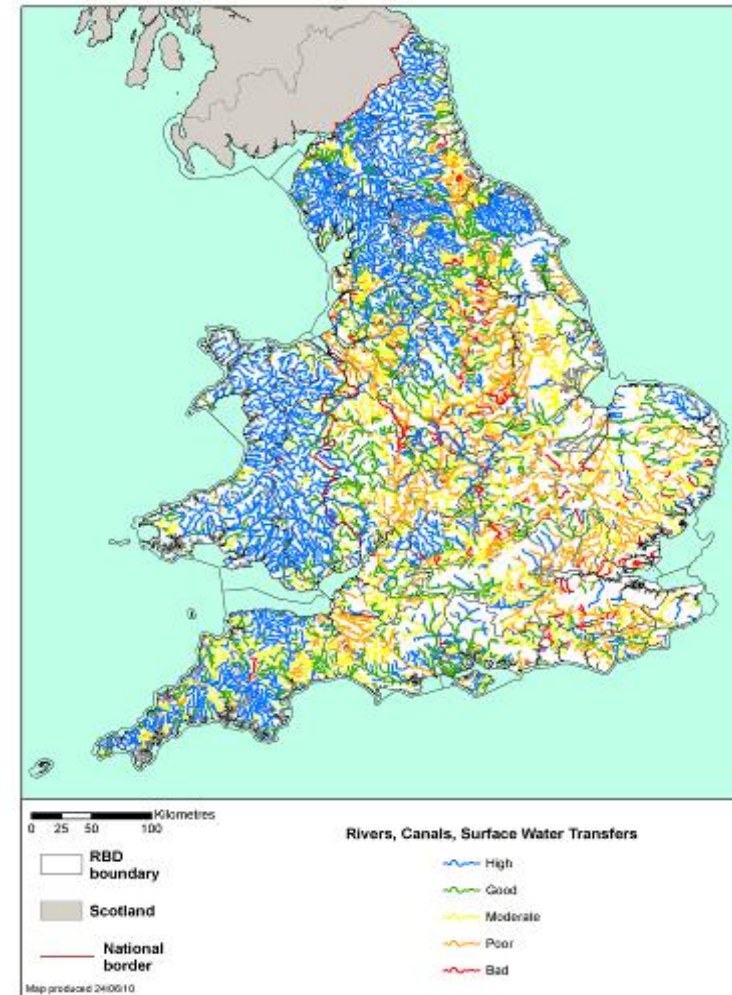 Kilometres
0 25 50 100
RBD
boundary
Scotland
National
border
Map produced 24/06/10
Rivers, Canals, Surface Water Transfers
High
Good
Moderate
Poor
Bad